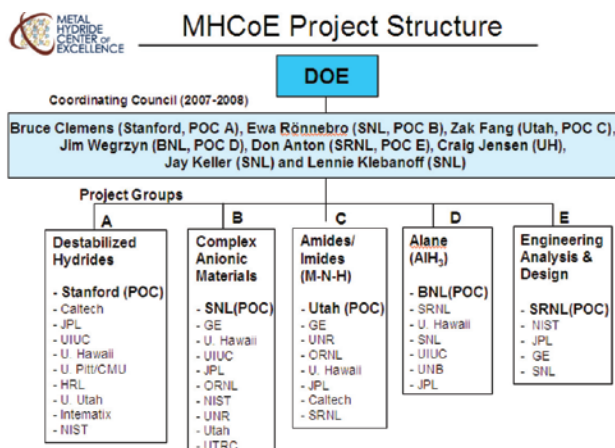 METAL
HYDRIDE
CENTER OF
EXCELLENCE
MHCoE Project Structure
DOE
Coordinating Council (2007-2008)
Bruce Clemens (Stanford, POC A), Ewa Rönnebro (SNL, POC B), Zak Fang (Utah, POC C),
Jim Wegrzyn (BNL, POC D), Don Anton (SRNL, POC E), Craig Jensen (UH),
Jay Keller (SNL) and Lennie Klebanoff (SNL)
Project Groups
A
Destabilized
Hydrides
- Stanford (POC)
- Caltech
- JPL
- UIUC
- U. Hawaii
- U. Pitt/CMU
- HRL
- U. Utah
- Intematix
- NIST
B
Complex
Anionic
Materials
- SNL(POC)
- GE
- U. Hawaii
- UIUC
- JPL
- ORNL
- NIST
- UNR
- Utah
- UTRC
C
Amides/
Imides
(M-N-H)
- Utah (POC)
- GE
- UNR
- ORNL
- U. Hawaii
- JPL
- Caltech
- SRNL
D
Alane
(AlH₃)
- BNL(POC)
- SRNL
- U. Hawaii
- SNL
- UIUC
- UNB
- JPL
E
Engineering
Analysis &
Design
- SRNL(POC)
- NIST
- JPL
- GE
- SNL